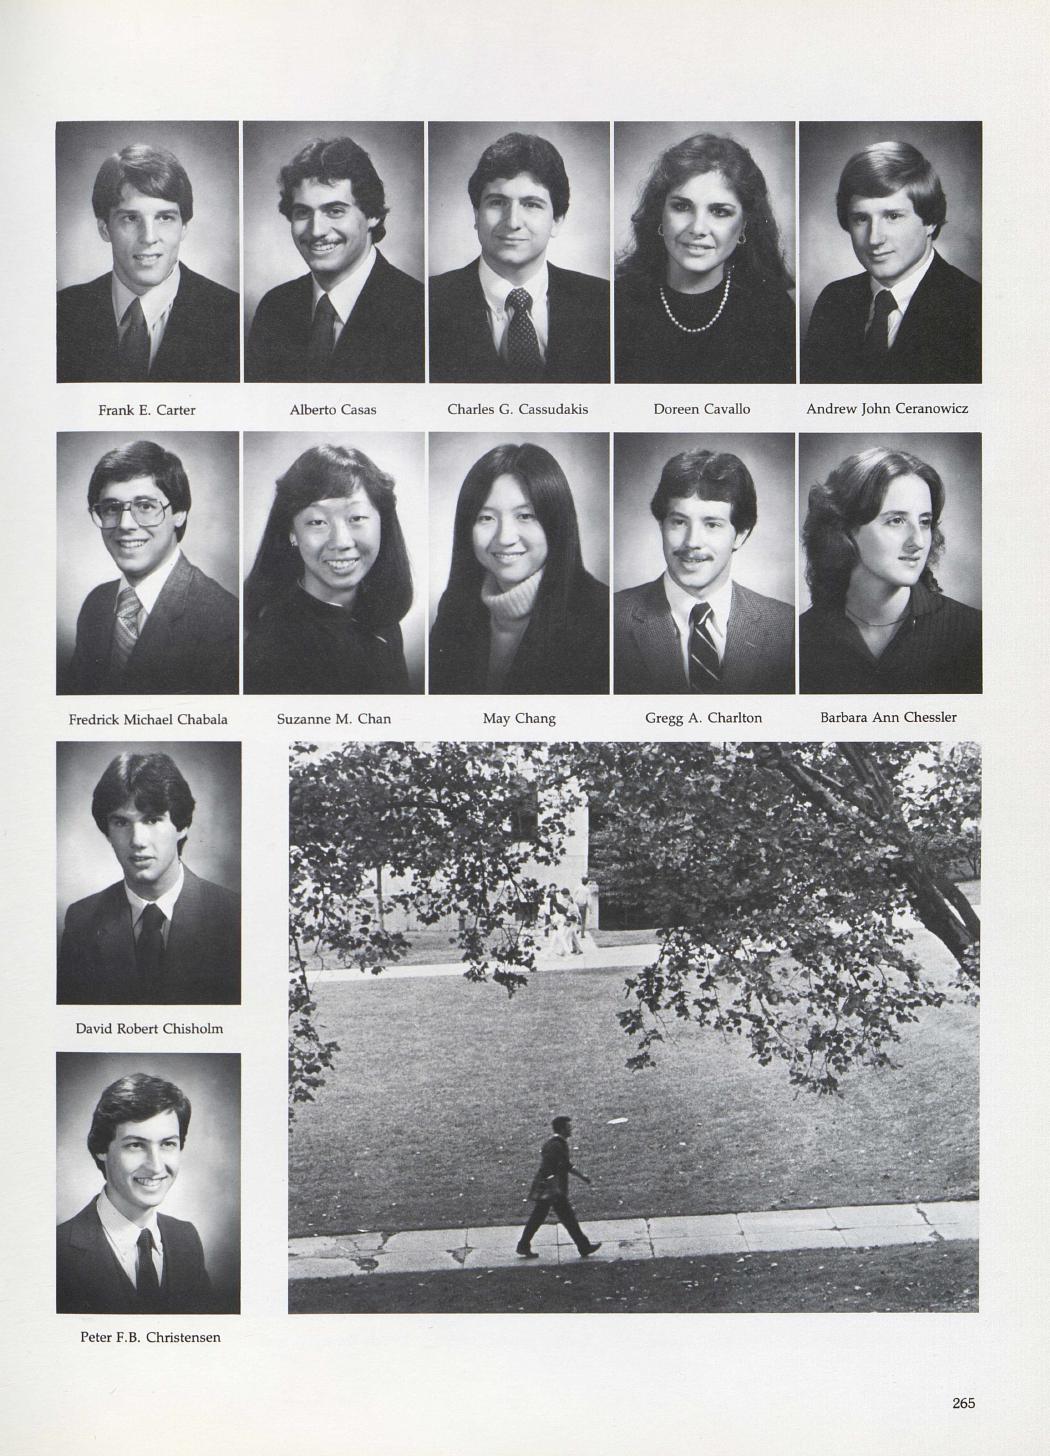 Frank E. Carter
Alberto Casas
Charles G. Cassudakis
Doreen Cavallo
Andrew John Ceranowicz
Fredrick Michael Chabala
Suzanne M. Chan
May Chang
Gregg A. Charlton
Barbara Ann Chessler
David Robert Chisholm
Peter F.B. Christensen
265